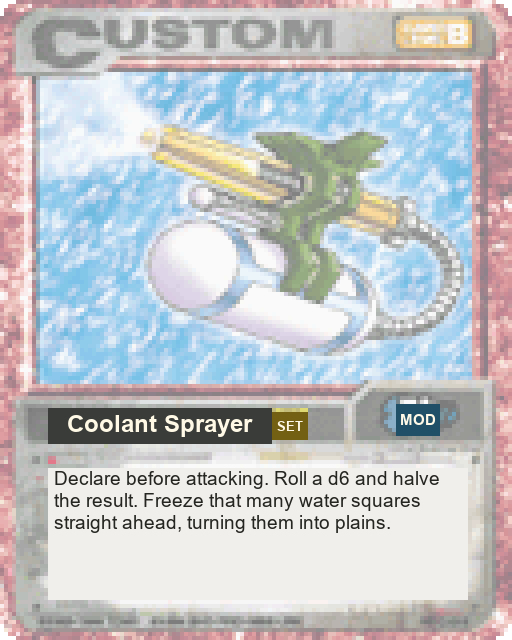 CUSTOM
B
Coolant Sprayer SET
MOD
Declare before attacking. Roll a d6 and halve
the result. Freeze that many water squares
straight ahead, turning them into plains.